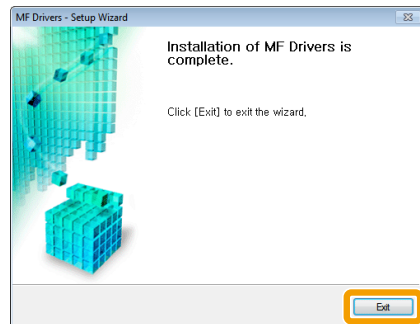 MF Drivers - Setup Wizard
Installation of MF Drivers is
complete.
Click [Exit] to exit the wizard.
Exit